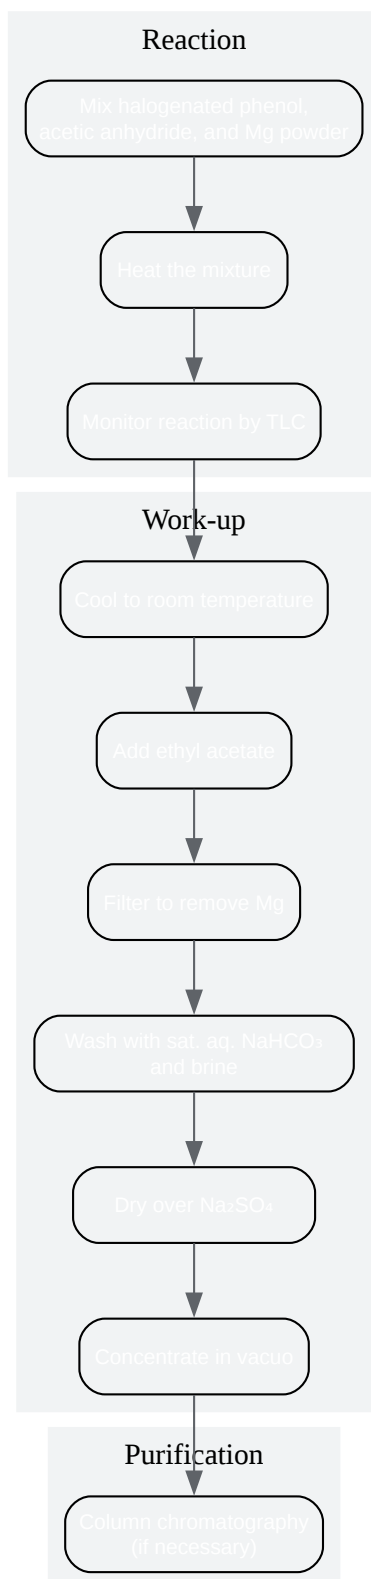 Reaction
Mix halogenated phenol,
acetic anhydride, and Mg powder
Heat the mixture
Monitor reaction by TLC
Work-up
Cool to room temperature
Add ethyl acetate
Filter to remove Mg
Wash with sat. aq. NaHCO₃
and brine
Dry over Na₂SO₄
Concentrate in vacuo
Purification
Column chromatography
(if necessary)